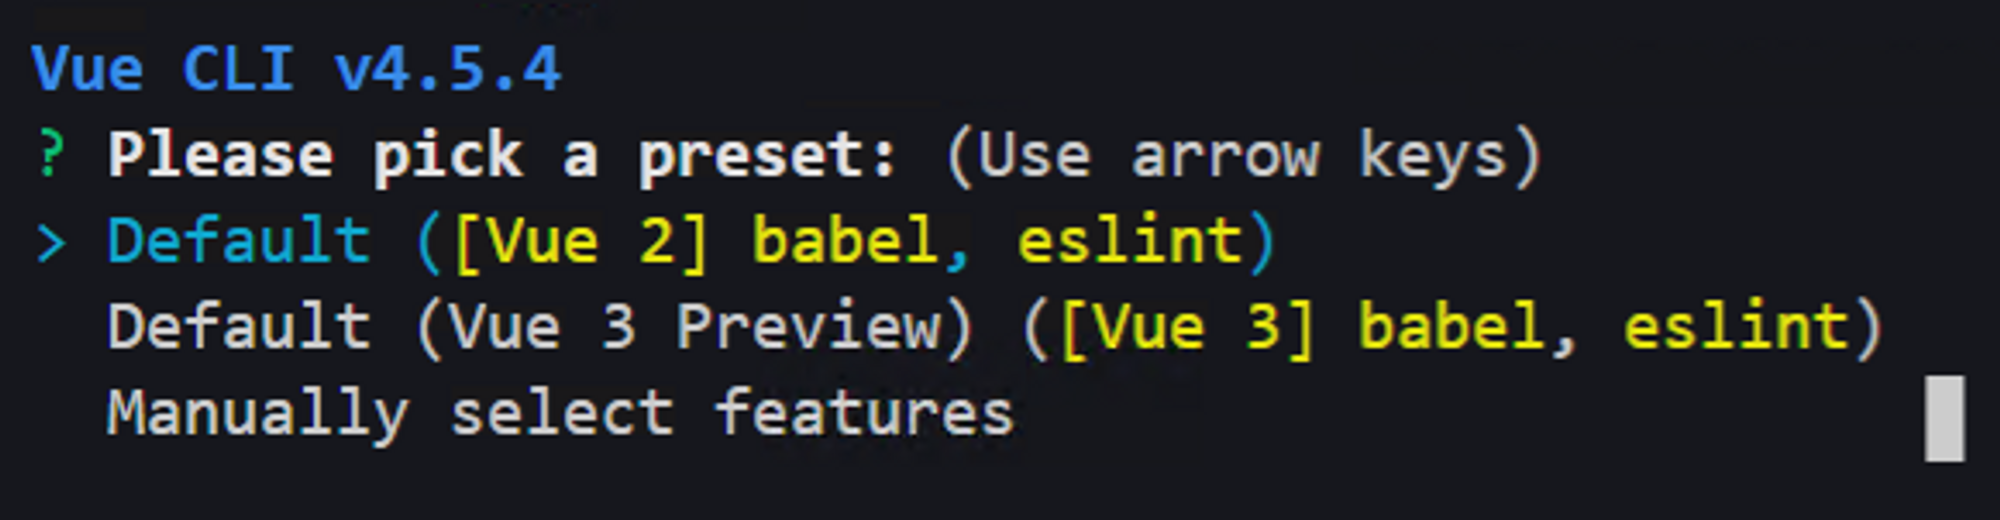 Vue CLI v4.5.4
? Please pick a preset: (Use arrow keys)
> Default ([Vue 2] babel, eslint)
Default (Vue 3 Preview) ([Vue 3] babel, eslint)
Manually select features